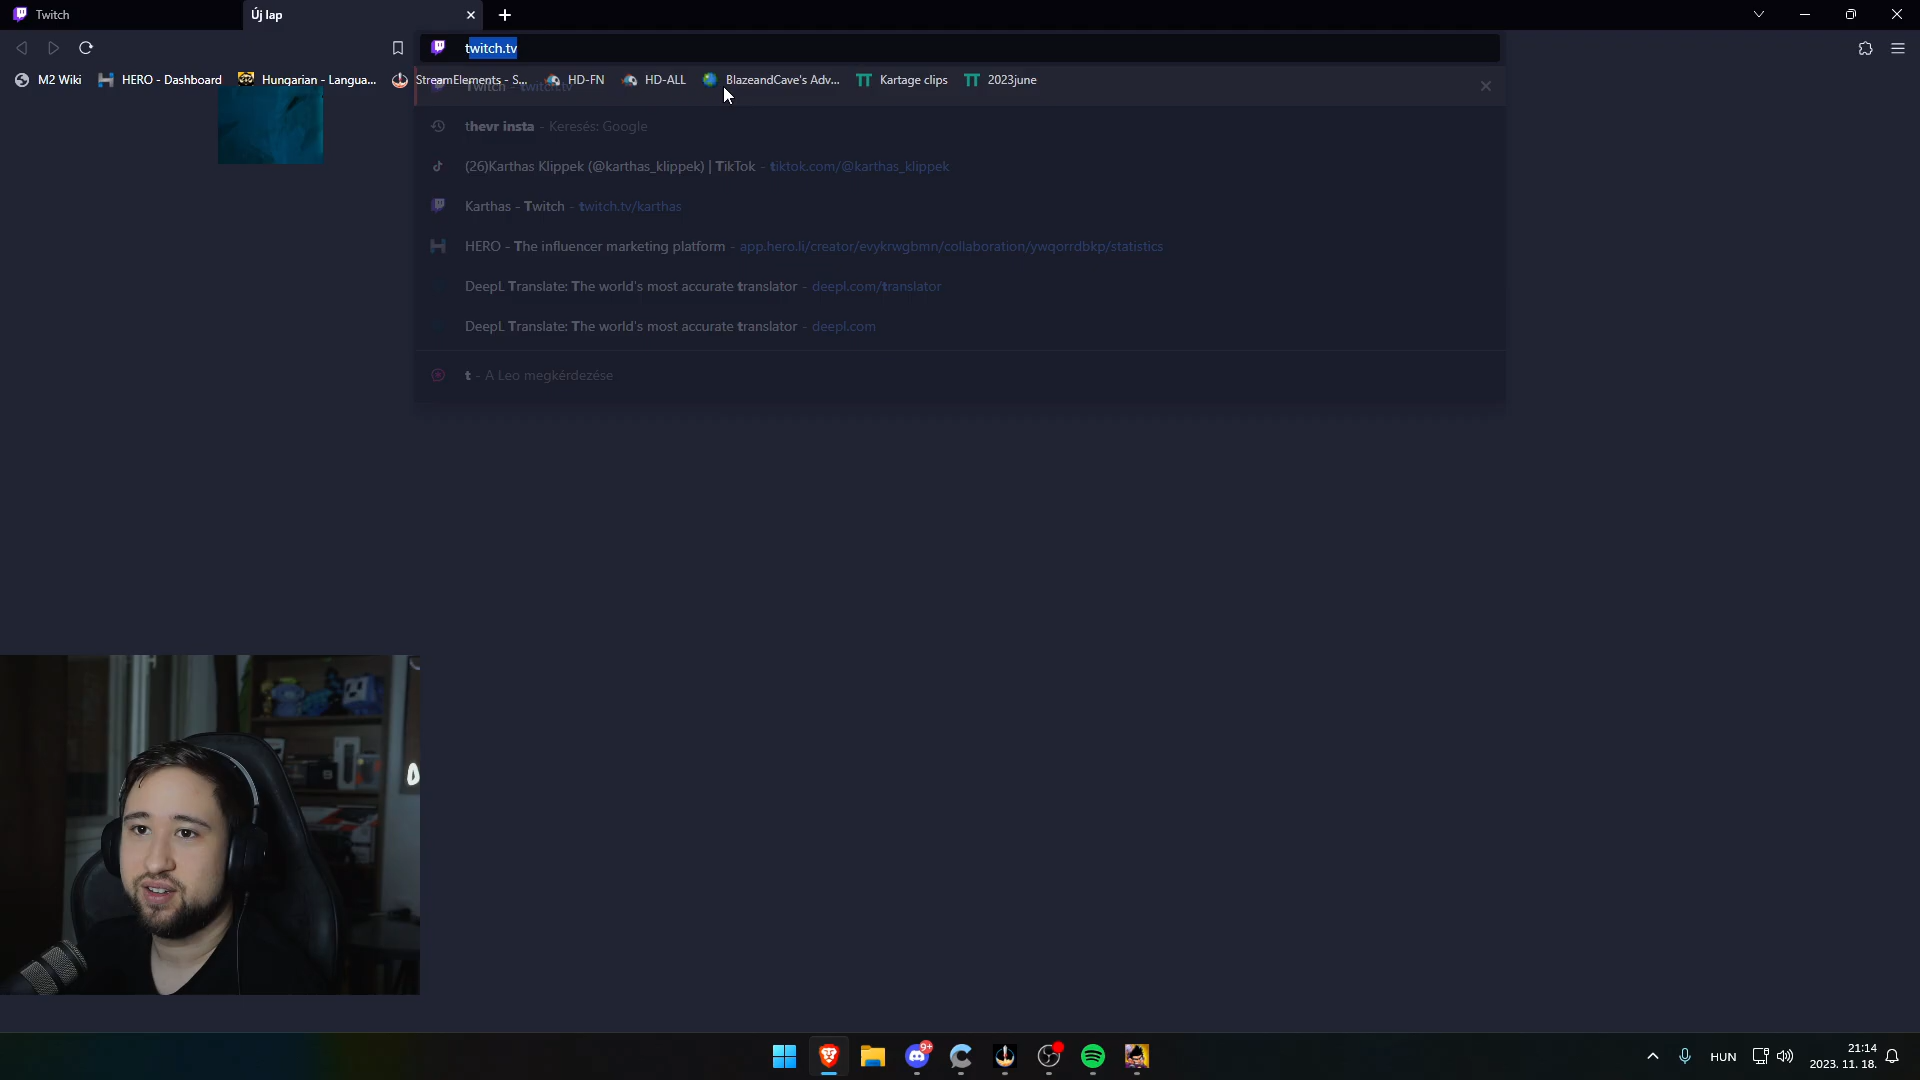 Twitch
Új lap
twitch.tv
M2 Wiki
HERO - Dashboard
Hungarian - Langua...
StreamElements - S...
HD-FN
HD-ALL
BlazeandCave's Adv...
Kartage clips
2023june
Twitch - twitch.tv
thevr insta - Keresés: Google
(26)Karthas Klippek (@karthas_klippek) | TikTok - tiktok.com/@karthas_klippek
Karthas - Twitch - twitch.tv/karthas
HERO - The influencer marketing platform - app.hero.li/creator/evykrwgbmn/collaboration/ywqorrdbkp/statistics
DeepL Translate: The world's most accurate translator - deepl.com/translator
DeepL Translate: The world's most accurate translator - deepl.com
t - A Leo megkérdezése
9+
HUN
21:14
2023. 11. 18.